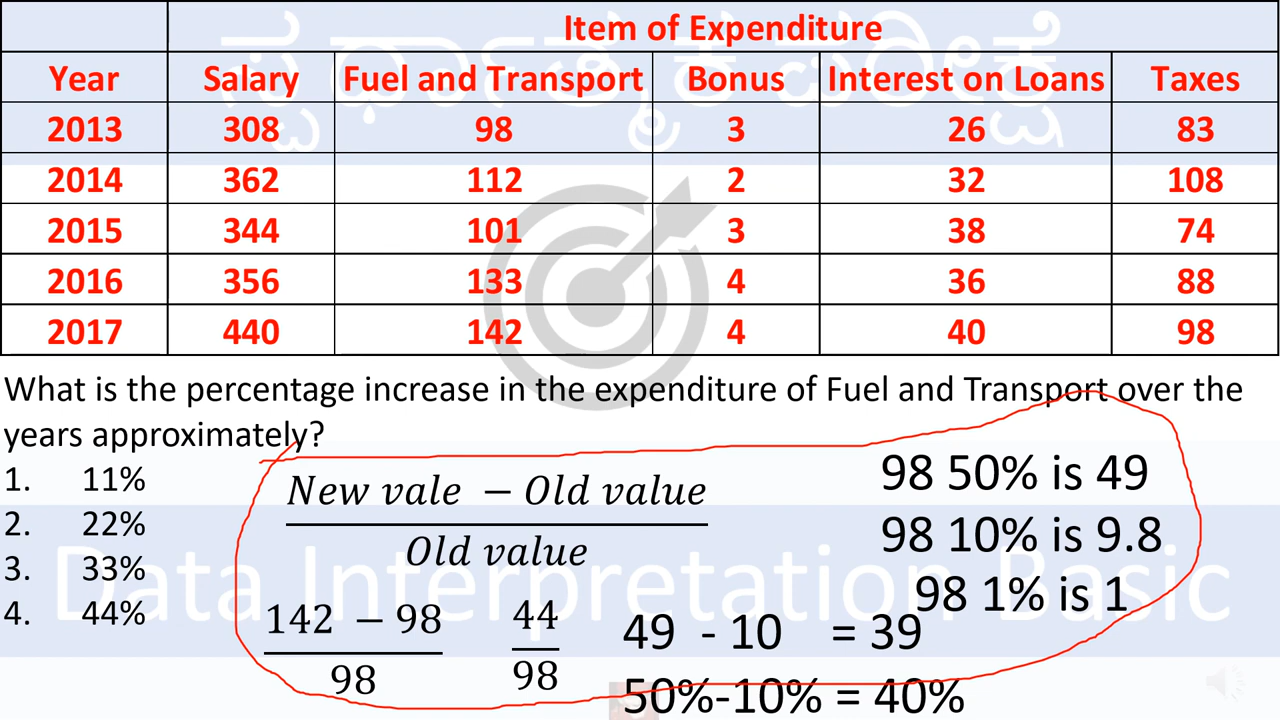 Item of Expenditure
Year Salary Fuel and Transport Bonus Interest on Loans Taxes
2013 308 98 3 26 83
2014 362 112 2 32 108
2015 344 101 3 38 74
2016 356 133 4 36 88
2017 440 142 4 40 98
What is the percentage increase in the expenditure of Fuel and Transport over the
years approximately?
1. 11%
2. 22%
3. 33%
4. 44%
New vale − Old value
Old value
142 − 98
98
44
98
98 50% is 49
98 10% is 9.8
98 1% is 1
49 - 10 = 39
50%-10% = 40%
Data Interpretation Basic